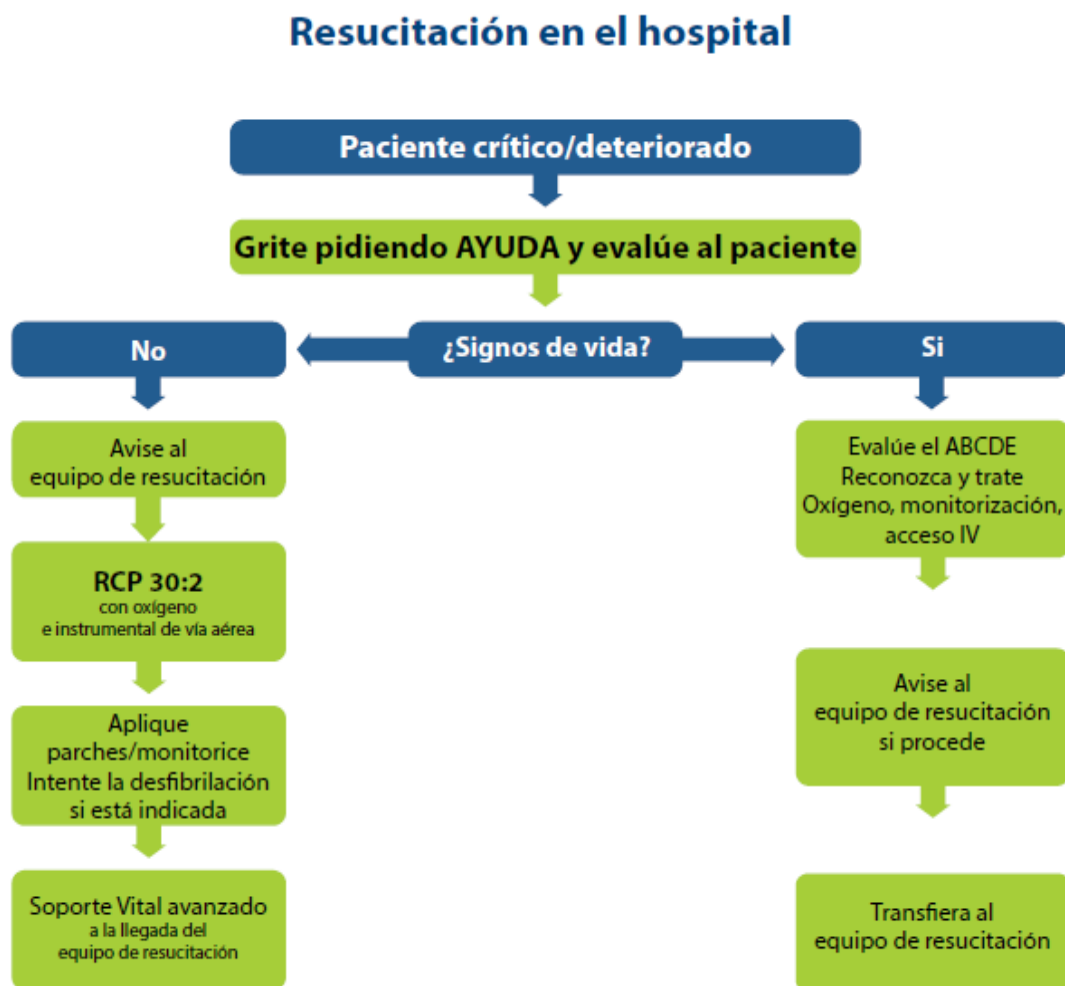 Resucitación en el hospital
Paciente crítico/deteriorado
Grite pidiendo AYUDA y evalúe al paciente
No
¿Signos de vida?
Si
Avise al
equipo de resucitación
RCP 30:2
con oxígeno
e instrumental de vía aérea
Aplique
parches/monitorice
Intente la desfibrilación
si está indicada
Soporte Vital avanzado
a la llegada del
equipo de resucitación
Evalúe el ABCDE
Reconozca y trate
Oxígeno, monitorización,
acceso IV
Avise al
equipo de resucitación
si procede
Transfiera al
equipo de resucitación